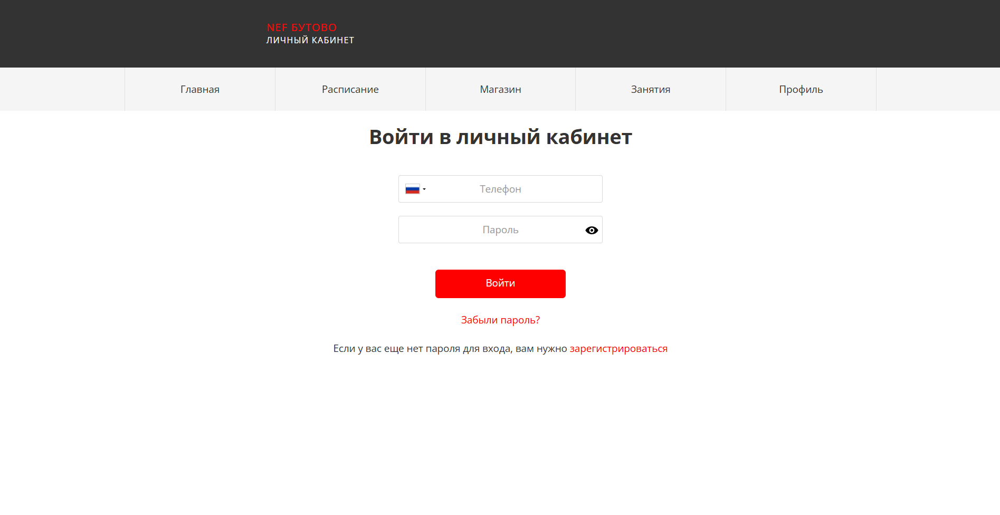 NEF БУТОВО
ЛИЧНЫЙ КАБИНЕТ
Главная
Расписание
Магазин
Занятия
Профиль
Войти в личный кабинет
Телефон
Пароль
Войти
Забыли пароль?
Если у вас еще нет пароля для входа, вам нужно зарегистрироваться